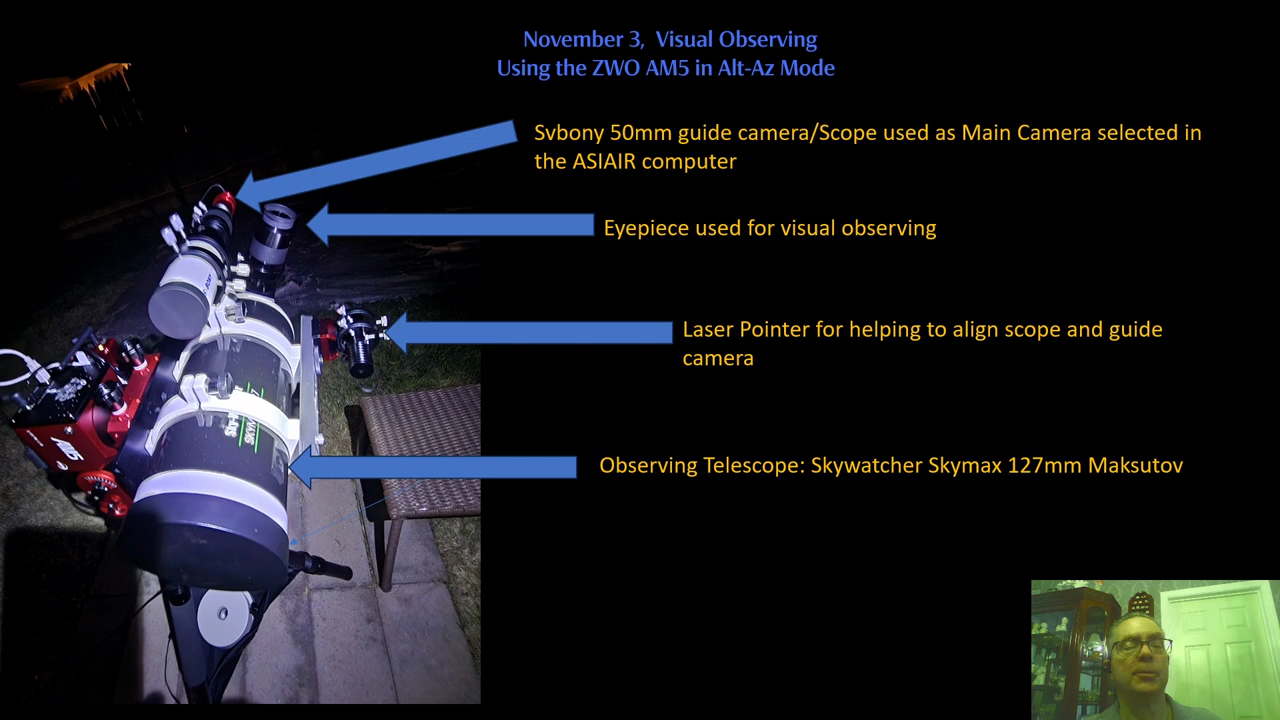 November 3,  Visual Observing
Using the ZWO AM5 in Alt-Az Mode
Svbony 50mm guide camera/Scope used as Main Camera selected in
the ASIAIR computer
Eyepiece used for visual observing
Laser Pointer for helping to align scope and guide
camera
AM5
Observing Telescope: Skywatcher Skymax 127mm Maksutov